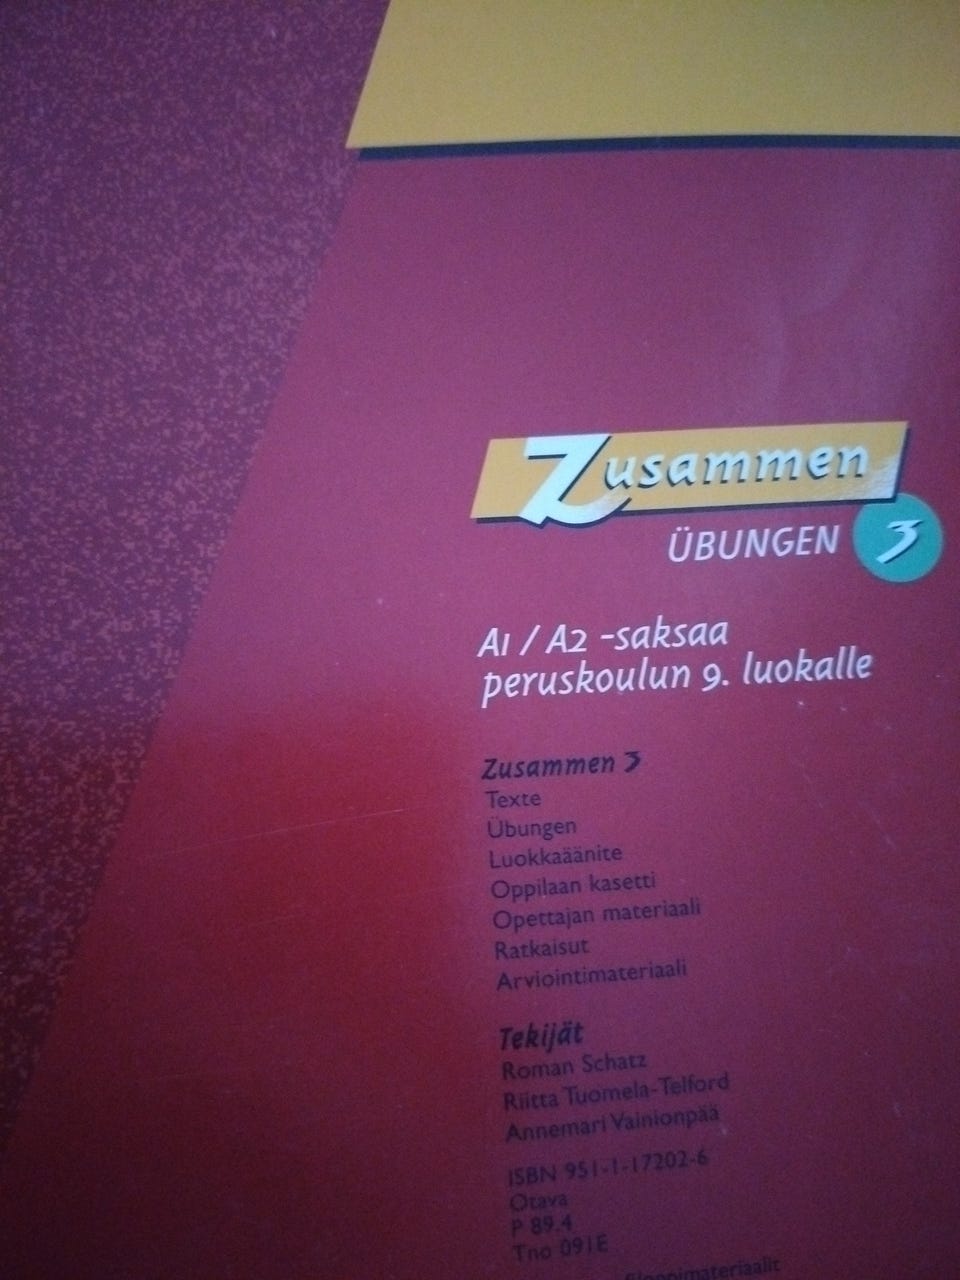 Zusammen
ÜBUNGEN 3
A1 / A2 -saksaa
peruskoulun 9. luokalle
Zusammen 3
Texte
Übungen
Luokkaäänite
Oppilaan kasetti
Opettajan materiaali
Ratkaisut
Arviointimateriaali
Tekijät
Roman Schatz
Riitta Tuomela-Telford
Annemari Vainionpää
ISBN 951-1-17202-6
Otava
P 89.4
Tno 091E